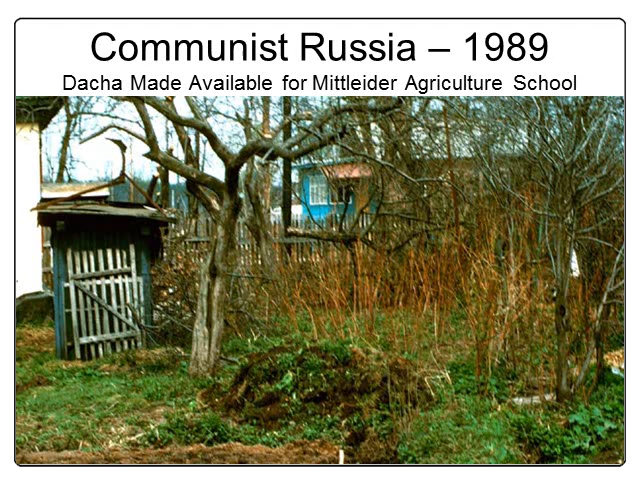 Communist Russia – 1989
Dacha Made Available for Mittleider Agriculture School